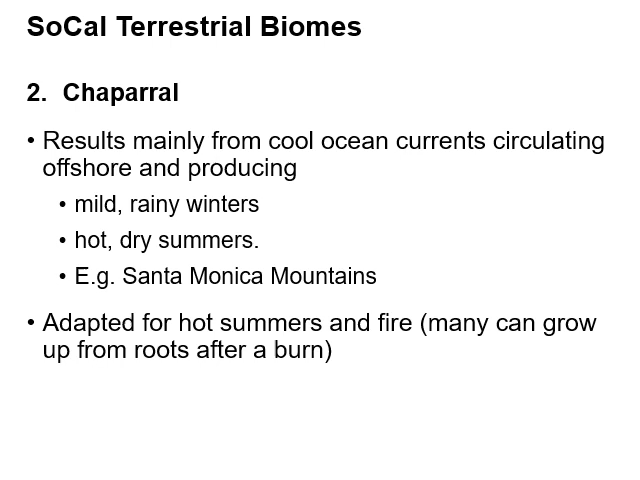 SoCal Terrestrial Biomes
2. Chaparral
• Results mainly from cool ocean currents circulating
offshore and producing
• mild, rainy winters
• hot, dry summers.
• E.g. Santa Monica Mountains
• Adapted for hot summers and fire (many can grow
up from roots after a burn)